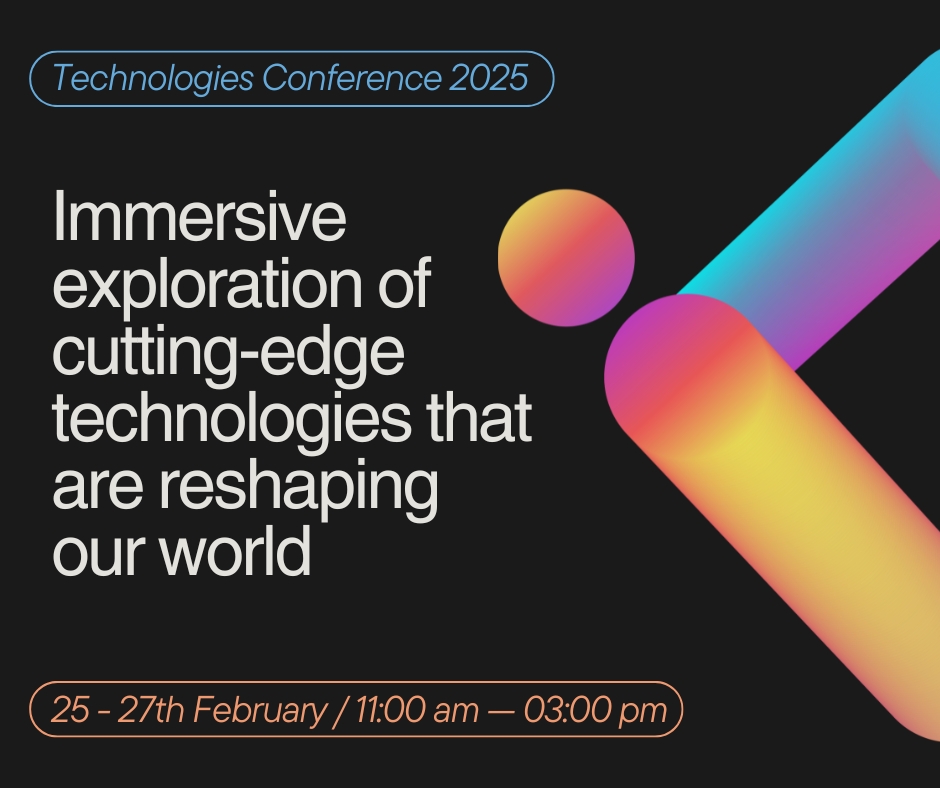 Technologies Conference 2025
Immersive
exploration of
cutting-edge
technologies that
are reshaping
our world
25 - 27th February / 11:00 am — 03:00 pm